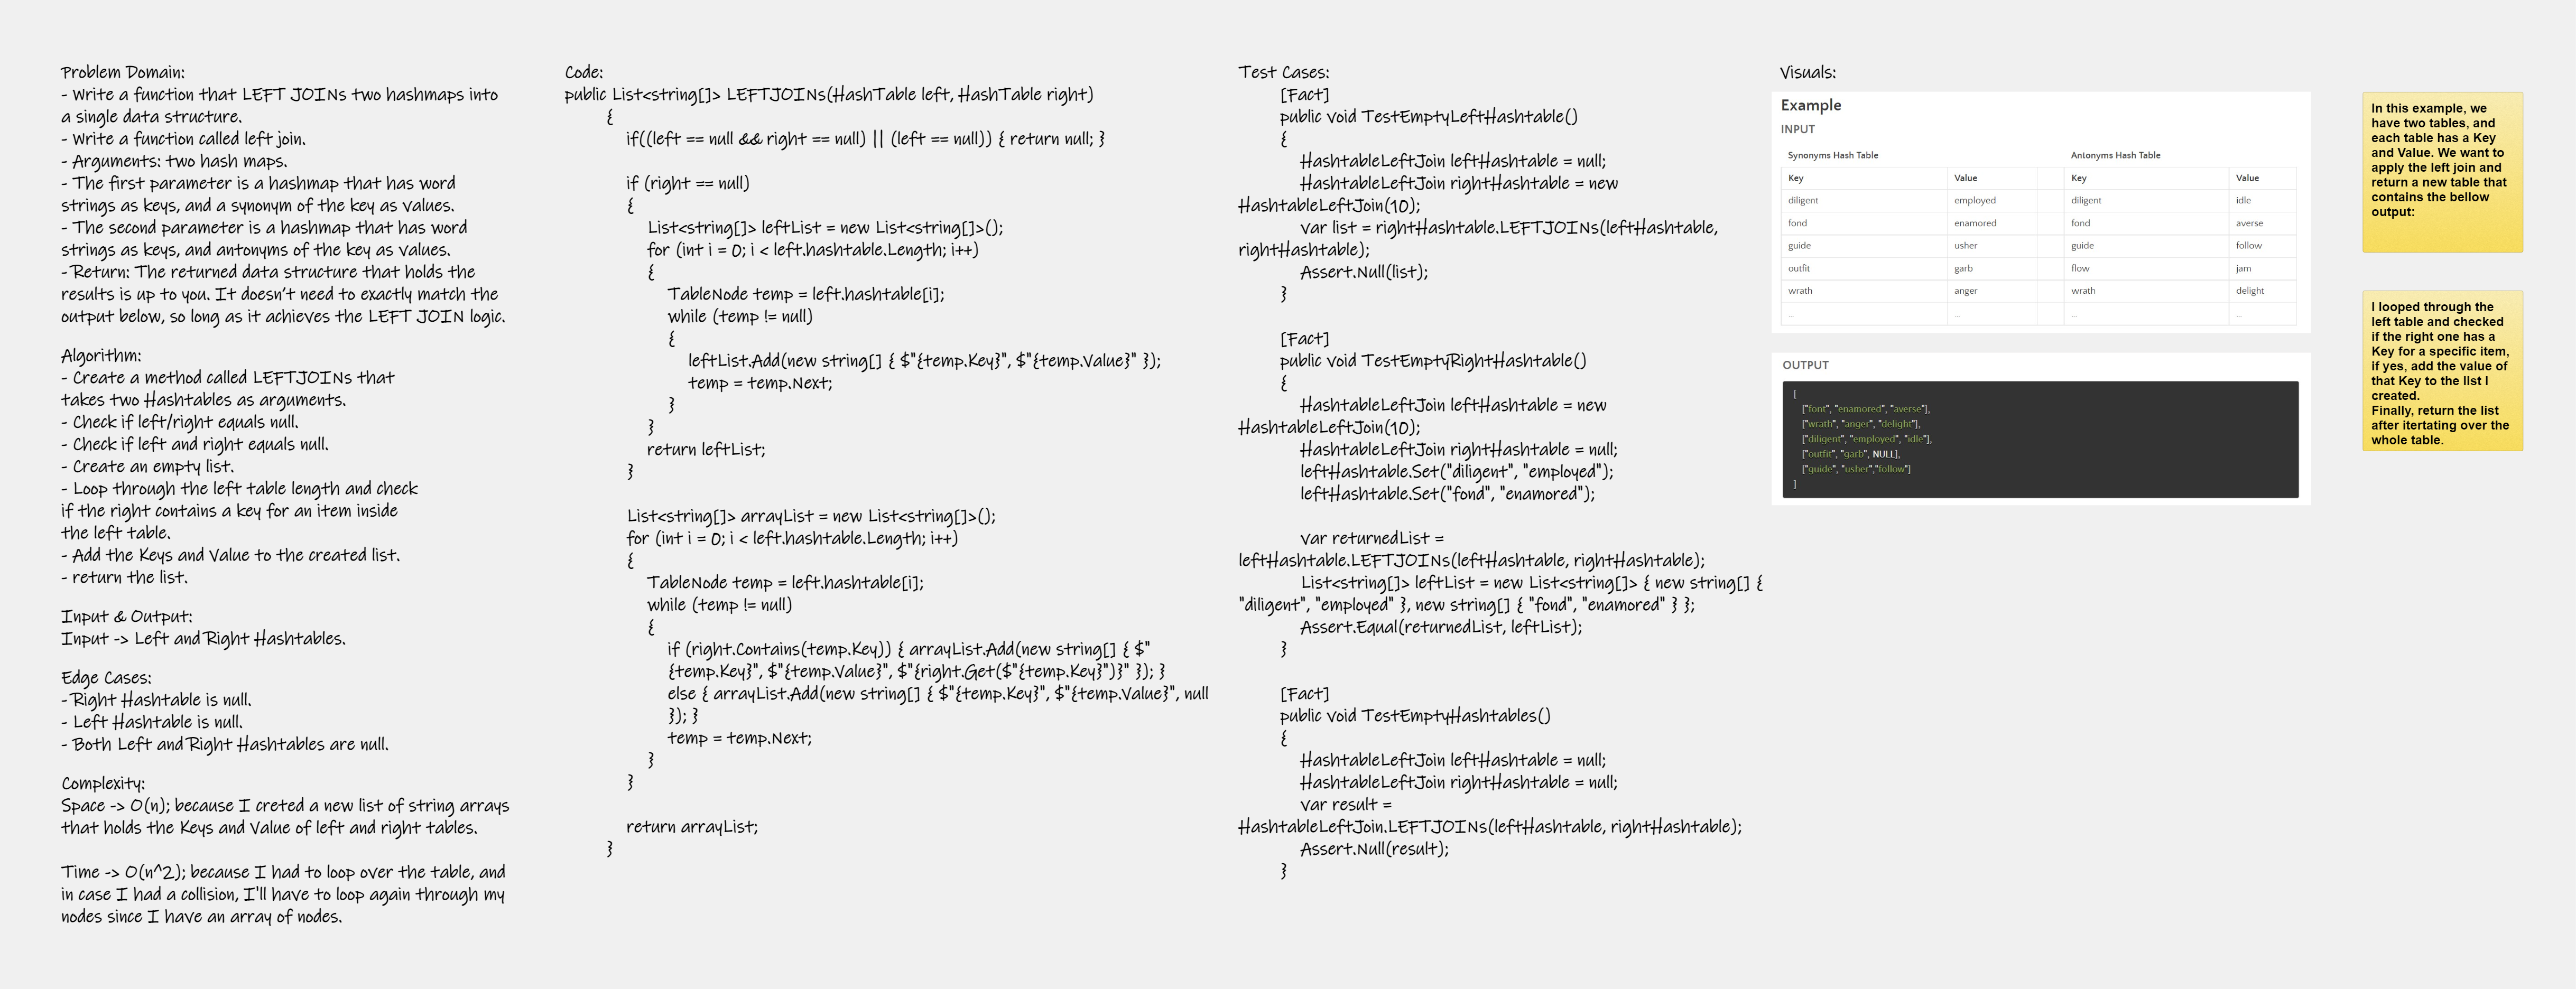 Problem Domain:
- Write a function that LEFT JOINs two hashmaps into
a single data structure.
- Write a function called left join.
- Arguments: two hash maps.
- The first parameter is a hashmap that has word
strings as keys, and a synonym of the key as values.
- The second parameter is a hashmap that has word
strings as keys, and antonyms of the key as values.
- Return: The returned data structure that holds the
results is up to you. It doesn't need to exactly match the
output below, so long as it achieves the LEFT JOIN logic.
Algorithm:
- Create a method called LEFTJOINs that
takes two Hashtables as arguments.
- Check if left/right equals null.
- Check if left and right equals null.
- Create an empty list.
- Loop through the left table length and check
if the right contains a key for an item inside
the left table.
- Add the Keys and Value to the created list.
- return the list.
Input & Output:
Input -> Left and Right Hashtables.
Edge Cases:
- Right Hashtable is null.
- Left Hashtable is null.
- Both Left and Right Hashtables are null.
Complexity:
Space -> O(n); because I creted a new list of string arrays
that holds the Keys and Value of left and right tables.
Time -> O(n^2); because I had to loop over the table, and
in case I had a collision, I'll have to loop again through my
nodes since I have an array of nodes.
Code:
public List<string[]> LEFTJOINs(HashTable left, HashTable right)
{
if((left == null && right == null) || (left == null)) { return null; }
if (right == null)
{
List<string[]> leftList = new List<string[]>();
for (int i = 0; i < left.hashtable.Length; i++)
{
TableNode temp = left.hashtable[i];
while (temp != null)
{
leftList.Add(new string[] { $"{temp.Key}", $"{temp.Value}" });
temp = temp.Next;
}
}
return leftList;
}
List<string[]> arrayList = new List<string[]>();
for (int i = 0; i < left.hashtable.Length; i++)
{
TableNode temp = left.hashtable[i];
while (temp != null)
{
if (right.Contains(temp.Key)) { arrayList.Add(new string[] { $"
{temp.Key}", $"{temp.Value}", $"{right.Get($"{temp.Key}")}" }); }
else { arrayList.Add(new string[] { $"{temp.Key}", $"{temp.Value}", null
}); }
temp = temp.Next;
}
}
return arrayList;
}
Test Cases:
[Fact]
public void TestEmptyLeftHashtable()
{
HashtableLeftJoin leftHashtable = null;
HashtableLeftJoin rightHashtable = new
HashtableLeftJoin(10);
var list = rightHashtable.LEFTJOINs(leftHashtable,
rightHashtable);
Assert.Null(list);
}
[Fact]
public void TestEmptyRightHashtable()
{
HashtableLeftJoin leftHashtable = new
HashtableLeftJoin(10);
HashtableLeftJoin rightHashtable = null;
leftHashtable.Set("diligent", "employed");
leftHashtable.Set("fond", "enamored");
var returnedList =
leftHashtable.LEFTJOINs(leftHashtable, rightHashtable);
List<string[]> leftList = new List<string[]> { new string[] {
"diligent", "employed" }, new string[] { "fond", "enamored" } };
Assert.Equal(returnedList, leftList);
}
[Fact]
public void TestEmptyHashtables()
{
HashtableLeftJoin leftHashtable = null;
HashtableLeftJoin rightHashtable = null;
var result =
HashtableLeftJoin.LEFTJOINs(leftHashtable, rightHashtable);
Assert.Null(result);
}
Visuals:
Example
INPUT
Synonyms Hash Table Antonyms Hash Table
Key Value Key Value
diligent employed diligent idle
fond enamored fond averse
guide usher guide follow
outfit garb flow jam
wrath anger wrath delight
... ... ... ...
OUTPUT
[
["font", "enamored", "averse"],
["wrath", "anger", "delight"],
["diligent", "employed", "idle"],
["outfit", "garb", NULL],
["guide", "usher","follow"]
]
In this example, we
have two tables, and
each table has a Key
and Value. We want to
apply the left join and
return a new table that
contains the bellow
output:
I looped through the
left table and checked
if the right one has a
Key for a specific item,
if yes, add the value of
that Key to the list I
created.
Finally, return the list
after itertating over the
whole table.